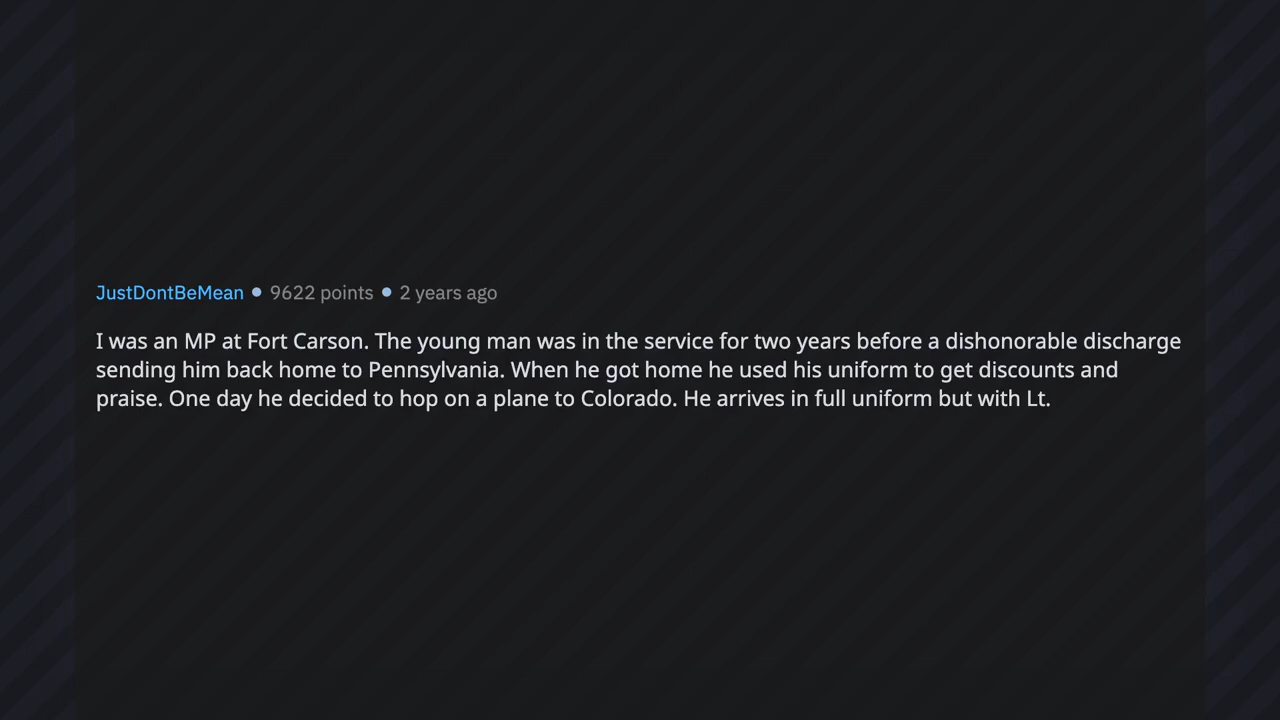 JustDontBeMean ● 9622 points ● 2 years ago
I was an MP at Fort Carson. The young man was in the service for two years before a dishonorable discharge
sending him back home to Pennsylvania. When he got home he used his uniform to get discounts and
praise. One day he decided to hop on a plane to Colorado. He arrives in full uniform but with Lt.